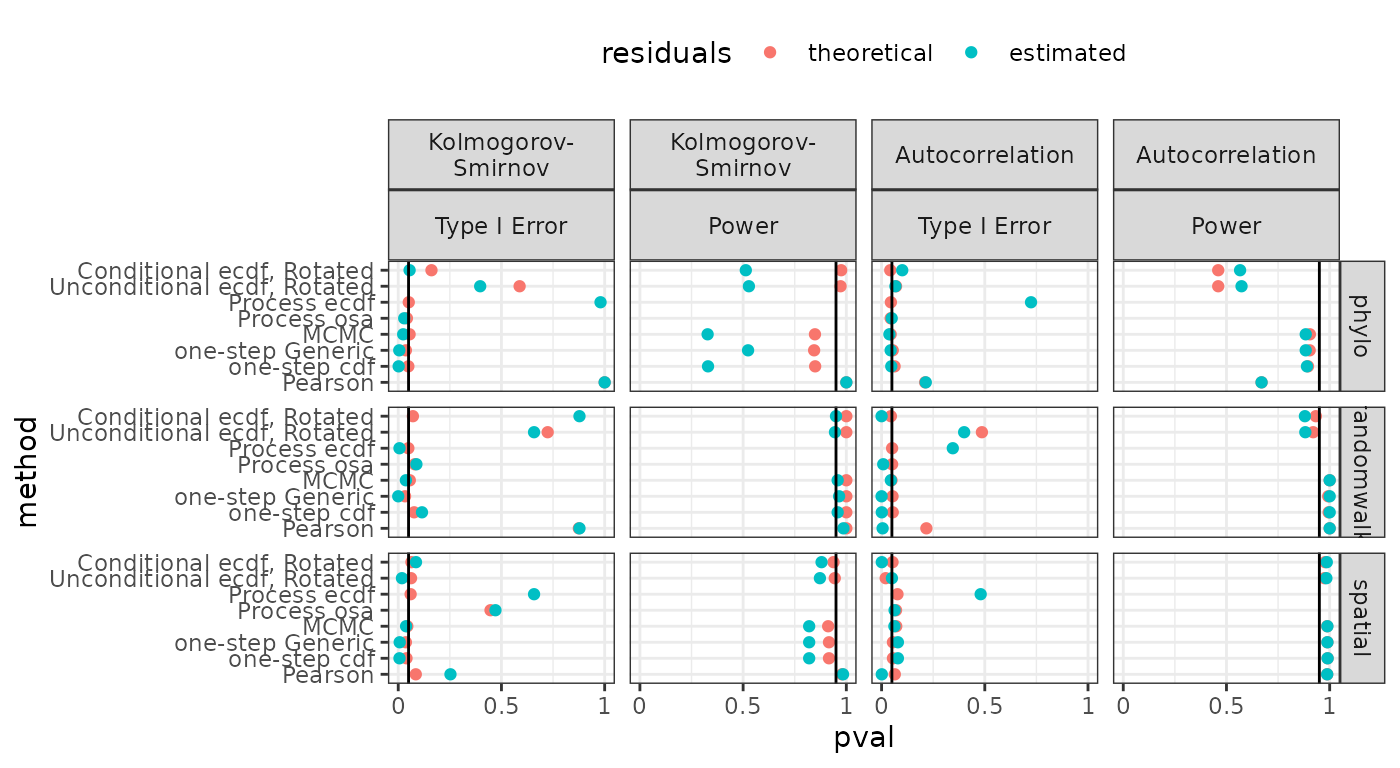 residuals theoretical estimated
Kolmogorov-
Smirnov
Kolmogorov-
Smirnov
Autocorrelation
Autocorrelation
Type I Error
Power
Type I Error
Power
Conditional ecdf, Rotated
Unconditional ecdf, Rotated
Process ecdf
Process osa
MCMC
one-step Generic
one-step cdf
Pearson
phylo
Conditional ecdf, Rotated
Unconditional ecdf, Rotated
Process ecdf
Process osa
MCMC
one-step Generic
one-step cdf
Pearson
andomwalk
Conditional ecdf, Rotated
Unconditional ecdf, Rotated
Process ecdf
Process osa
MCMC
one-step Generic
one-step cdf
Pearson
spatial
method
0 0.5 1
0 0.5 1
0 0.5 1
0 0.5 1
pval